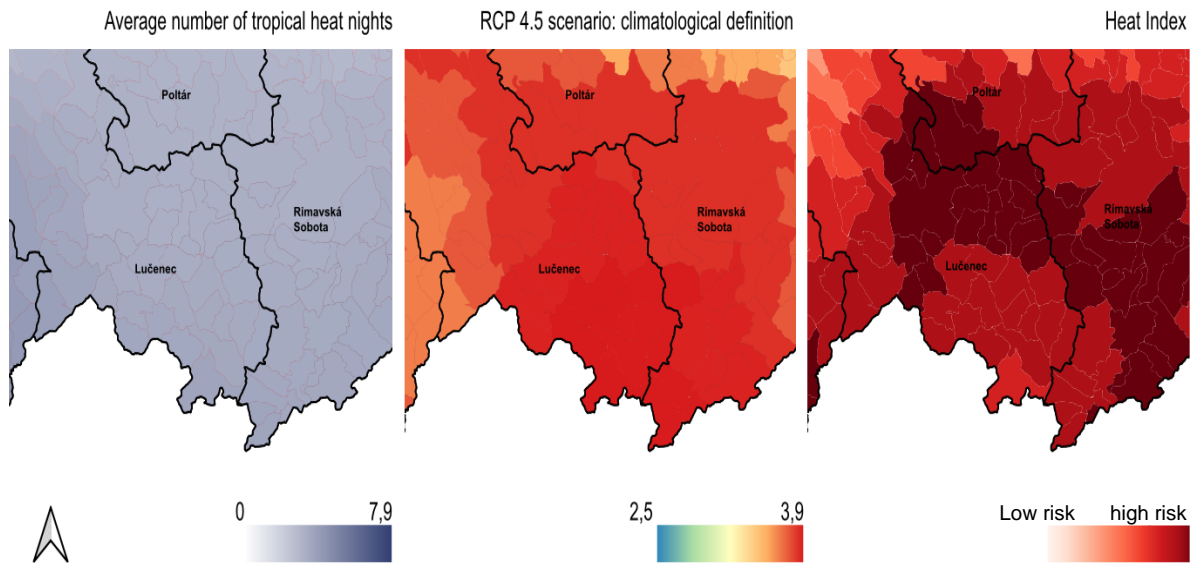 Average number of tropical heat nights
RCP 4.5 scenario: climatological definition
Heat Index
Poltár
Rimavská
Sobota
Lučenec
Poltár
Rimavská
Sobota
Lučenec
Poltár
Rimavská
Sobota
Lučenec
0 7,9
2,5 3,9
Low risk high risk